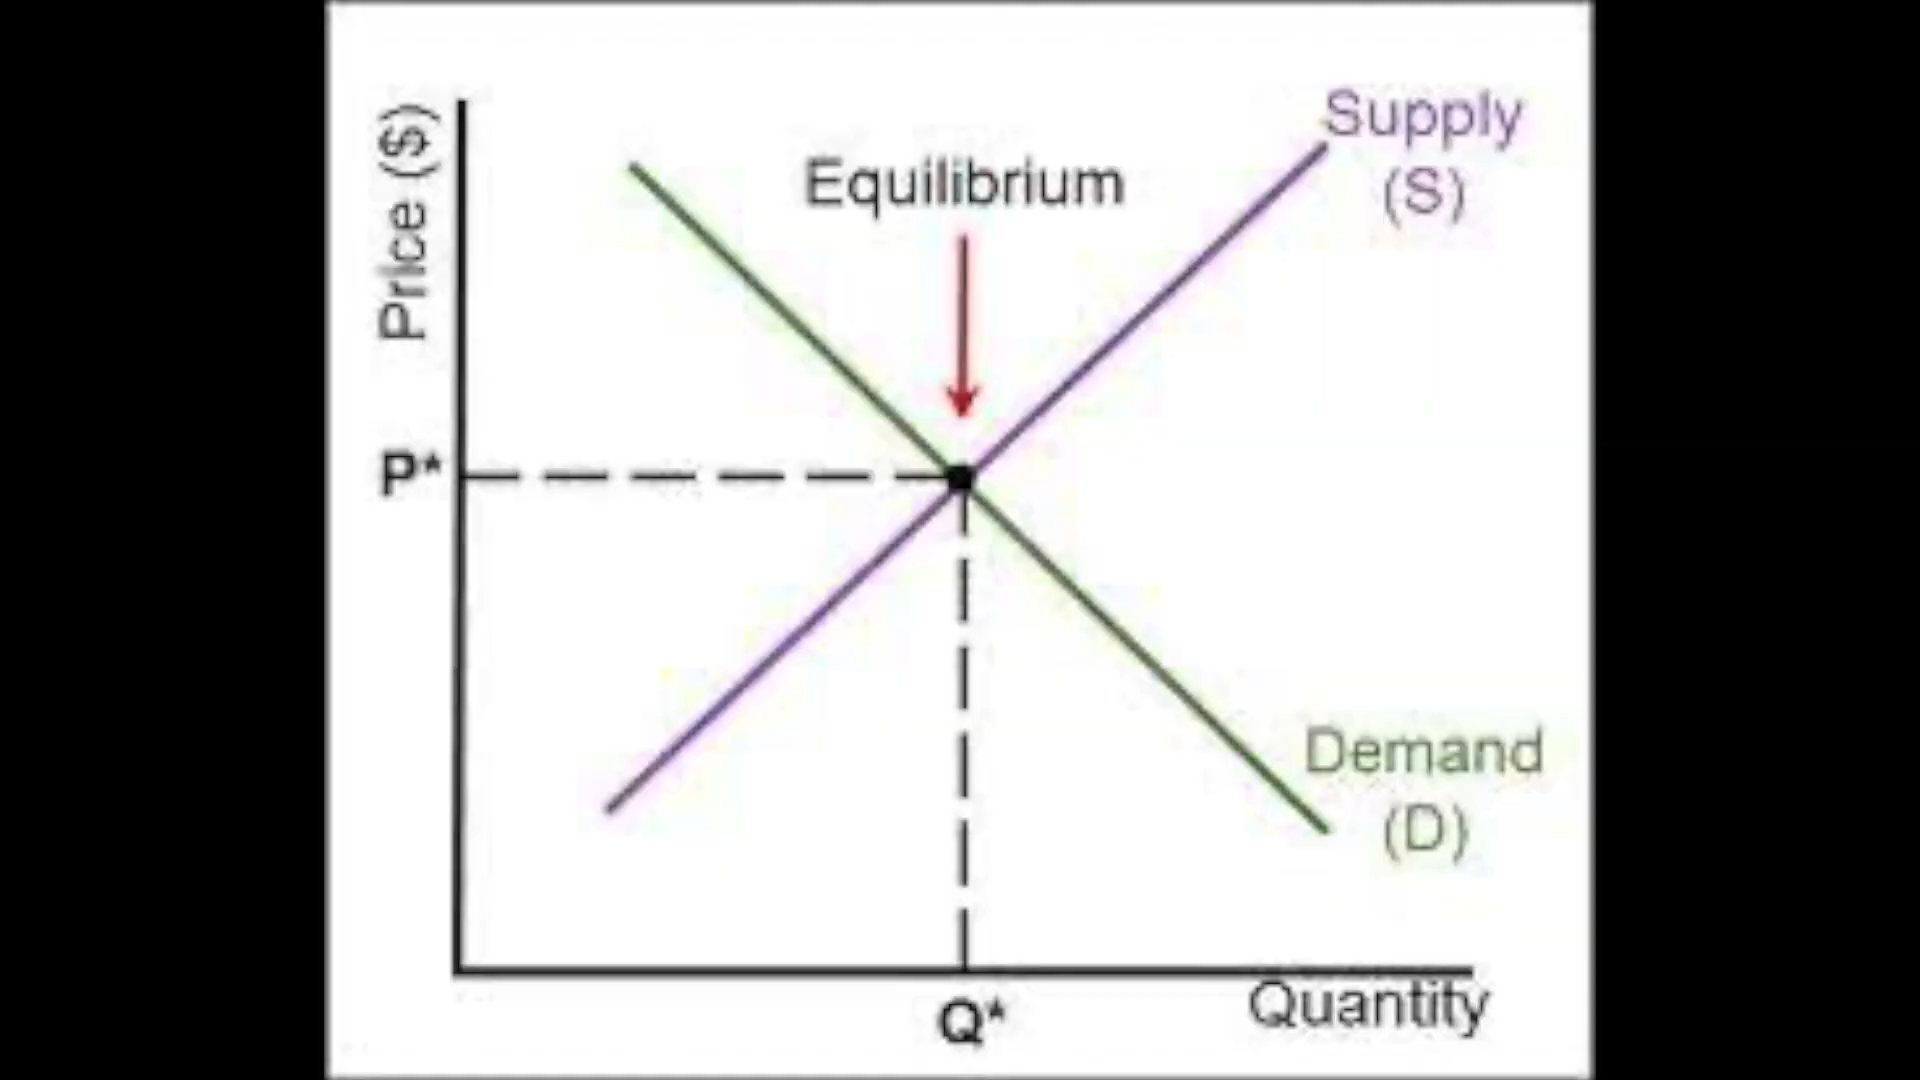 Price ($)
Equilibrium
Supply
(S)
P*
Demand
(D)
Q*
Quantity